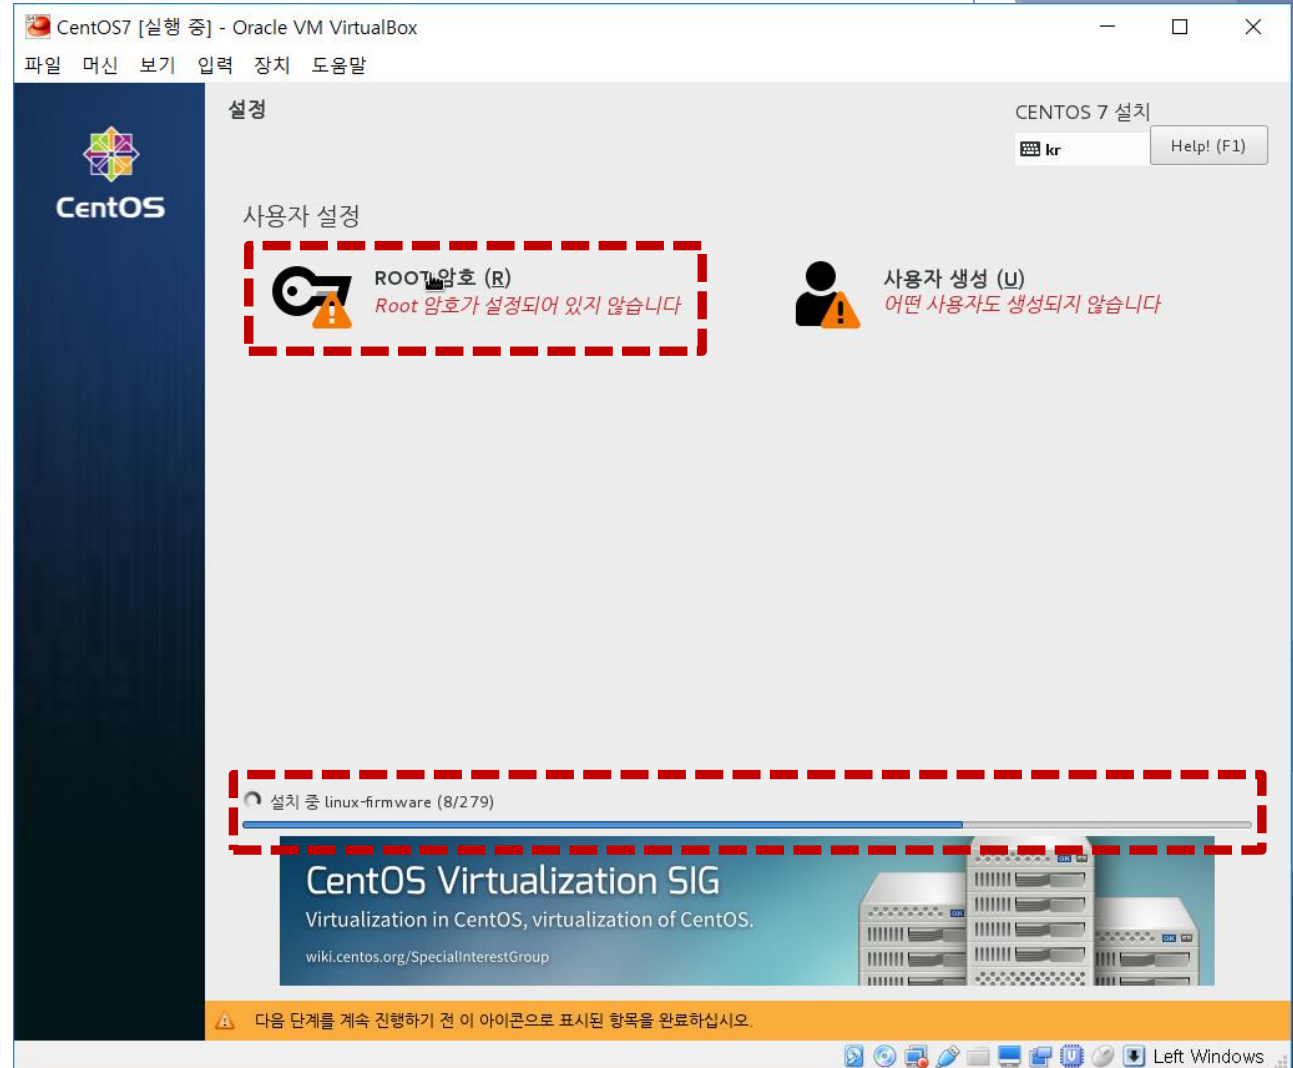 CentOS7 [실행 중] - Oracle VM VirtualBox
파일 머신 보기 입력 장치 도움말
설정
CENTOS 7 설치
kr
Help! (F1)
CentOS
사용자 설정
ROOT 암호 (R)
Root 암호가 설정되어 있지 않습니다
사용자 생성 (U)
어떤 사용자도 생성되지 않습니다
설치 중 linux-firmware (8/279)
CentOS Virtualization SIG
Virtualization in CentOS, virtualization of CentOS.
wiki.centos.org/SpecialInterestGroup
다음 단계를 계속 진행하기 전 이 아이콘으로 표시된 항목을 완료하십시오.
Left Windows